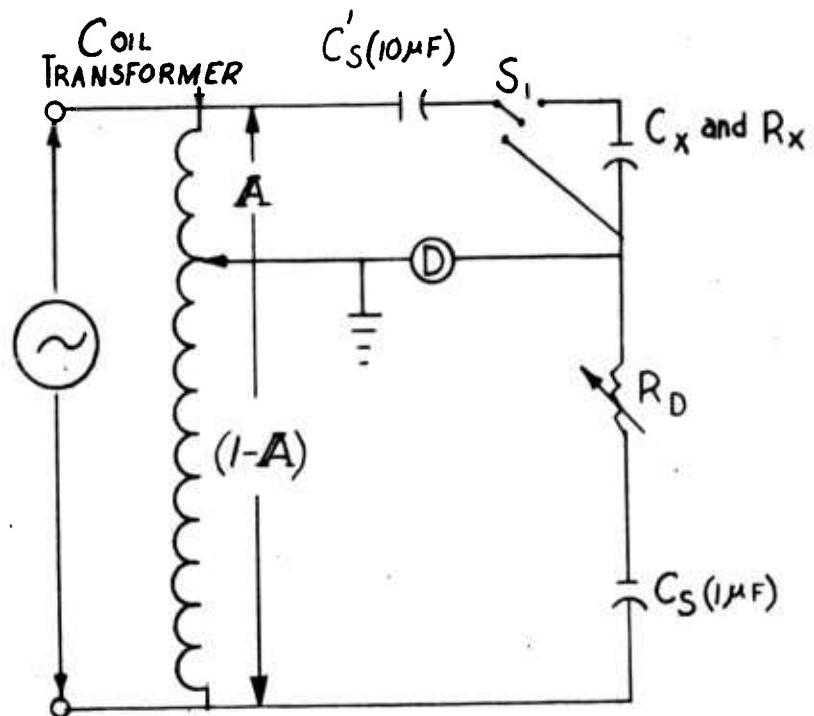 COIL
TRANSFORMER
C'S(10μF)
S1
CX and RX
A
D
RD
(1-A)
CS(1μF)